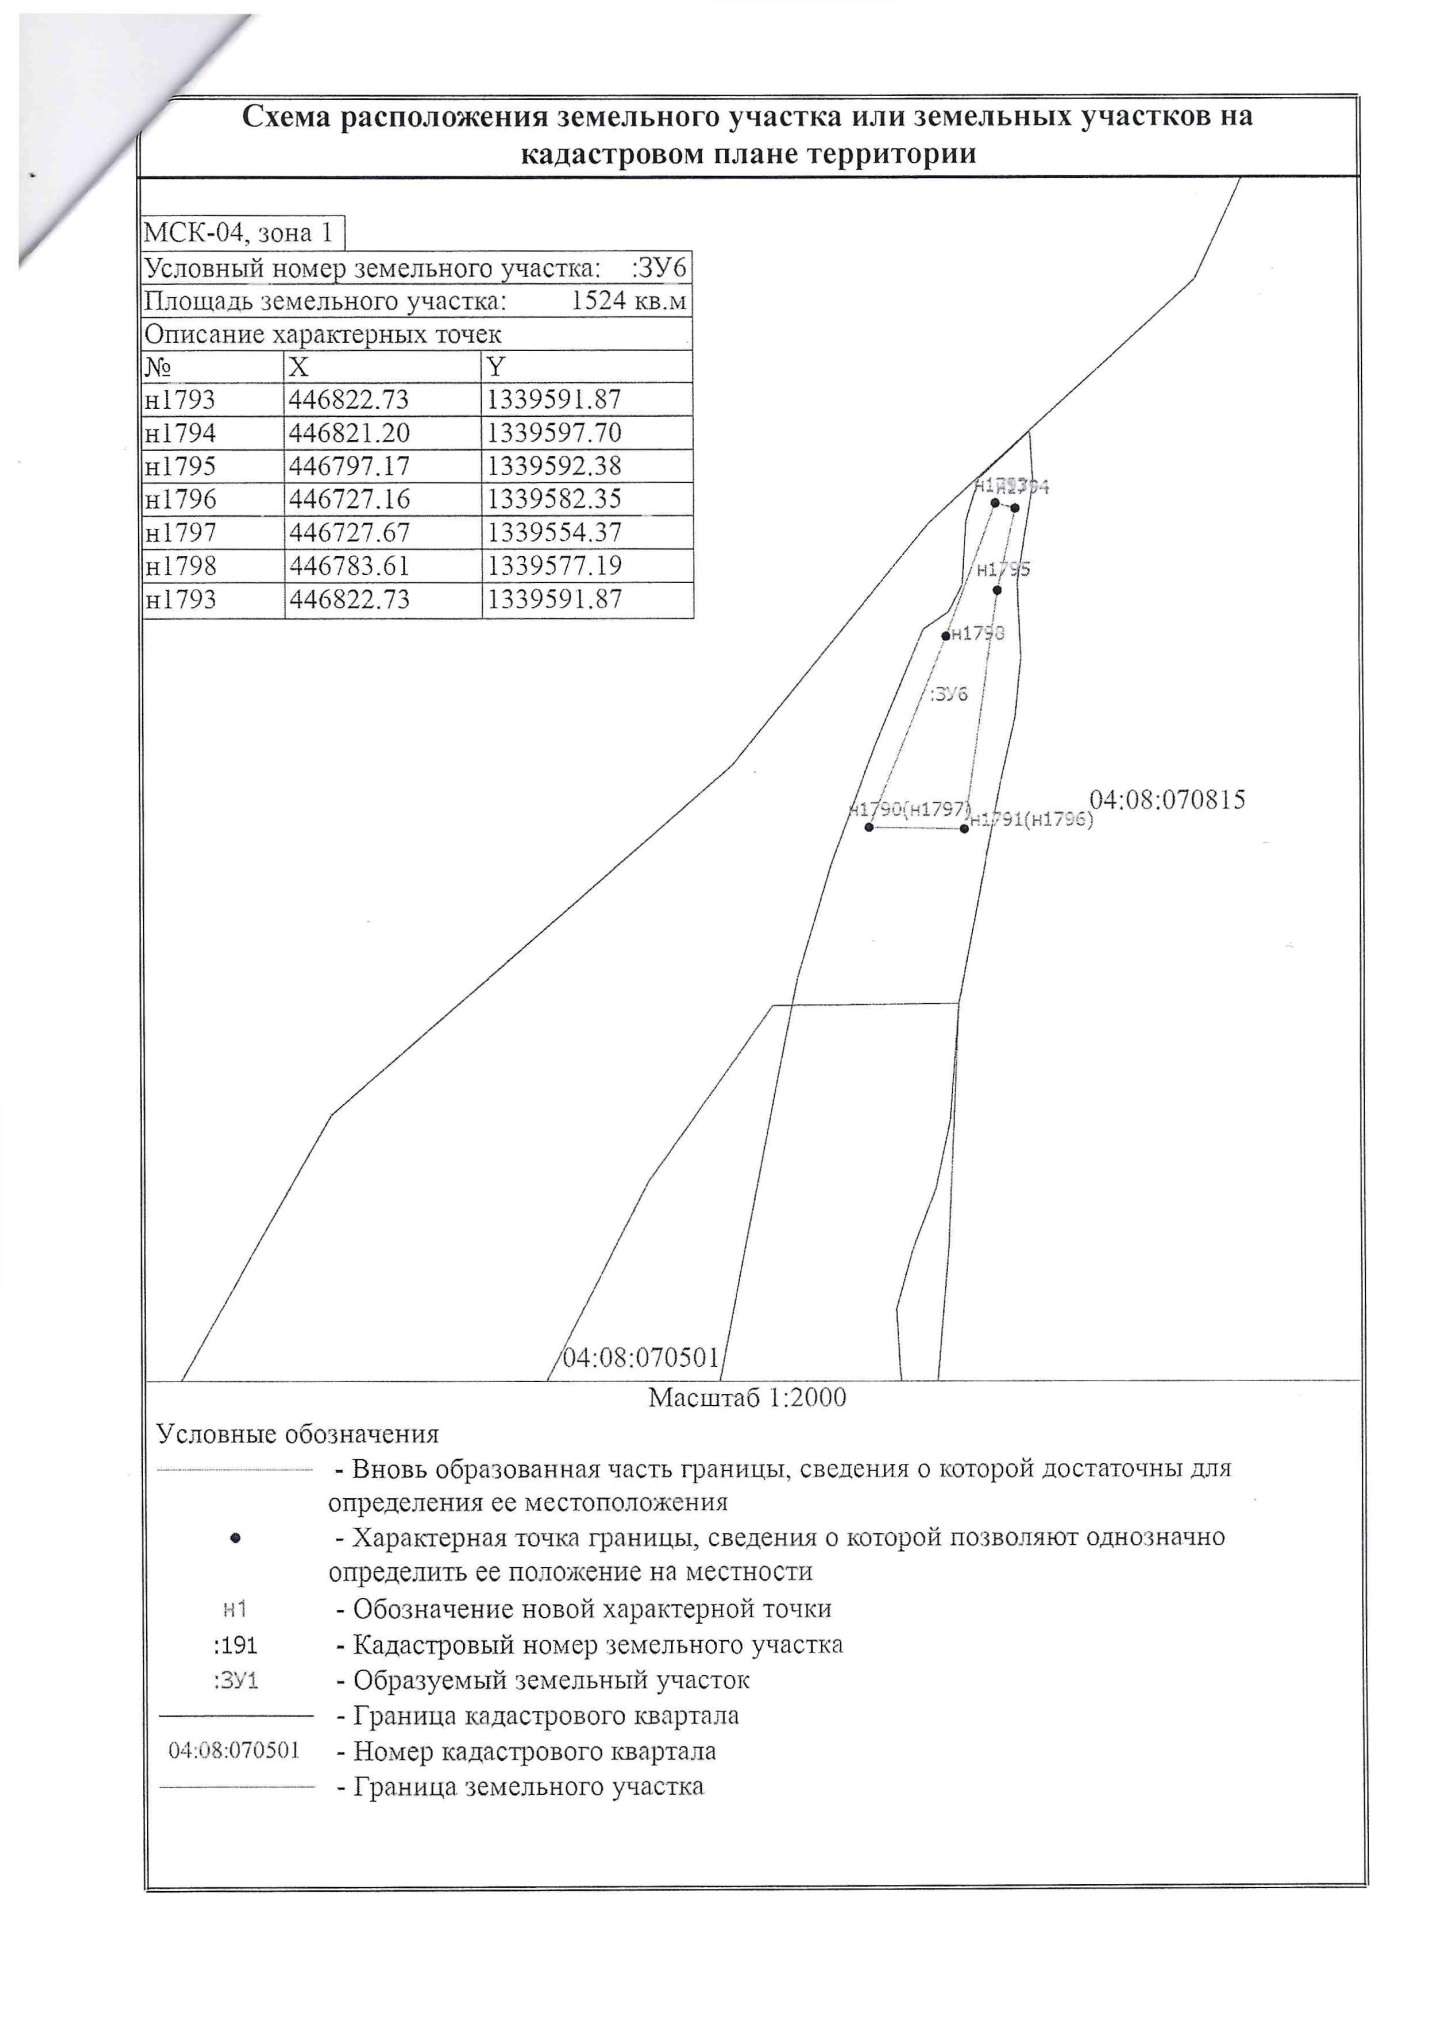 Схема расположения земельного участка или земельных участков на
кадастровом плане территории
МСК-04, зона 1
Условный номер земельного участка: :ЗУ6
Площадь земельного участка: 1524 кв.м
Описание характерных точек
№ X Y
н1793 446822.73 1339591.87
н1794 446821.20 1339597.70
н1795 446797.17 1339592.38
н1796 446727.16 1339582.35
н1797 446727.67 1339554.37
н1798 446783.61 1339577.19
н1793 446822.73 1339591.87
н1793 н1794
н1795
н1798
:ЗУ6
н1790(н1797)
н1791(н1796)
04:08:070815
04:08:070501
Масштаб 1:2000
Условные обозначения
- Вновь образованная часть границы, сведения о которой достаточны для
определения ее местоположения
- Характерная точка границы, сведения о которой позволяют однозначно
определить ее положение на местности
н1 - Обозначение новой характерной точки
:191 - Кадастровый номер земельного участка
:ЗУ1 - Образуемый земельный участок
- Граница кадастрового квартала
04:08:070501 - Номер кадастрового квартала
- Граница земельного участка